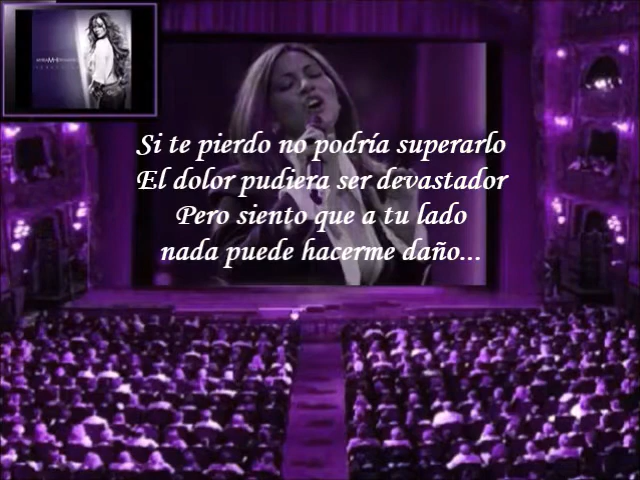 Si te pierdo no podría superarlo
El dolor pudiera ser devastador
Pero siento que a tu lado
nada puede hacerme daño...